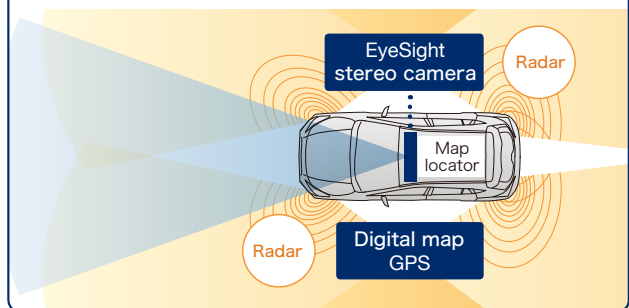 EyeSight
stereo camera
Radar
Map
locator
Radar
Digital map
GPS